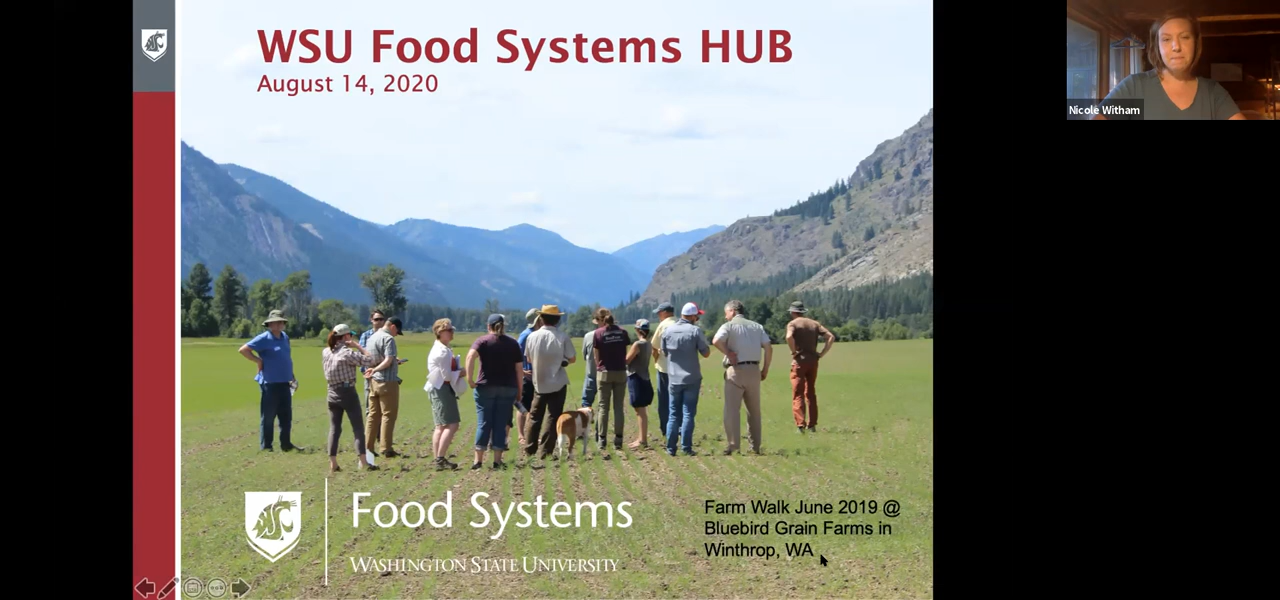 WSU Food Systems HUB
August 14, 2020
Nicole Witham
Food Systems
WASHINGTON STATE UNIVERSITY
Farm Walk June 2019 @
Bluebird Grain Farms in
Winthrop, WA